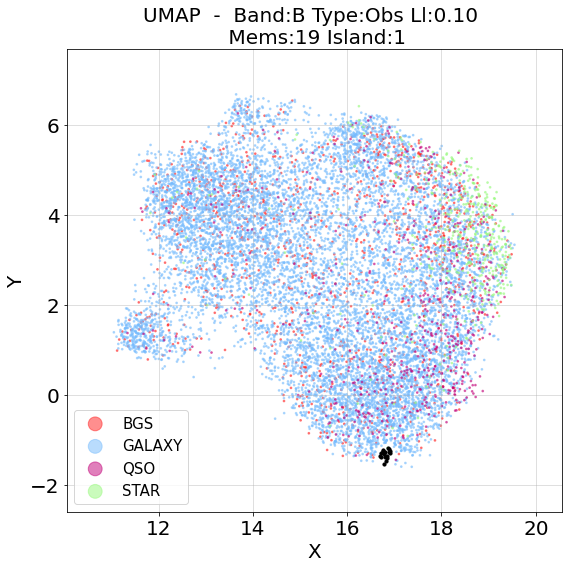 UMAP - Band:B Type:Obs Ll:0.10
Mems:19 Island:1
Y
6
4
2
0
−2
BGS
GALAXY
QSO
STAR
12 14 16 18 20
X